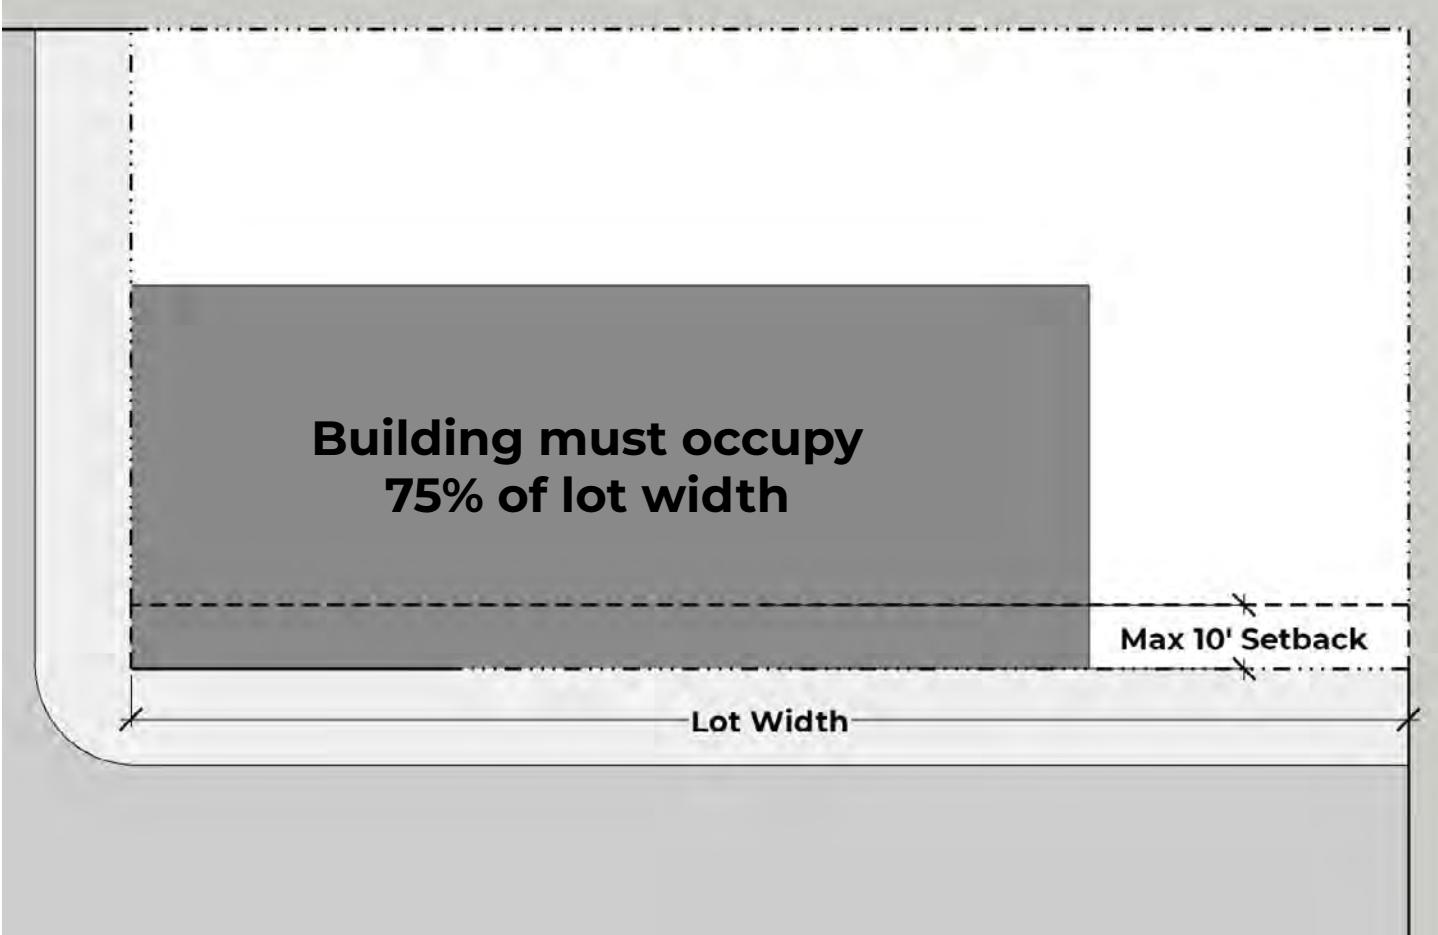 Building must occupy
75% of lot width
Max 10' Setback
Lot Width